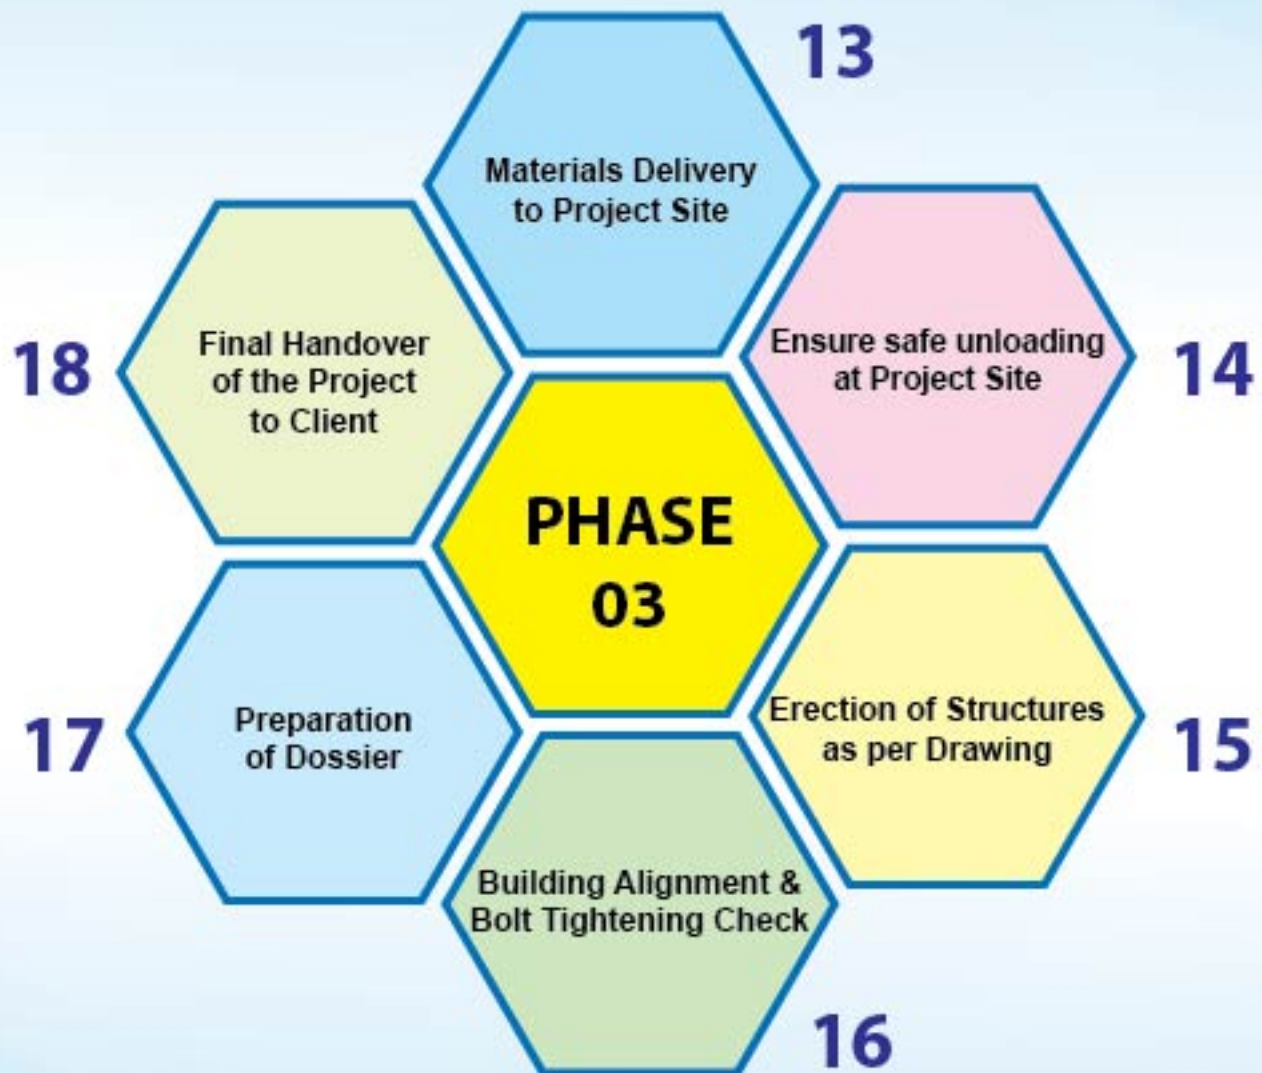 13
Materials Delivery
to Project Site
Ensure safe unloading
at Project Site
14
Erection of Structures
as per Drawing
15
Building Alignment &
Bolt Tightening Check
16
Preparation
of Dossier
17
Final Handover
of the Project
to Client
18
PHASE
03